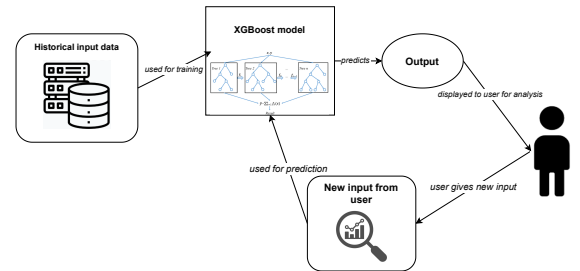 Historical input data
used for training
XGBoost model
predicts
Output
displayed to user for analysis
user gives new input
New input from
user
used for prediction